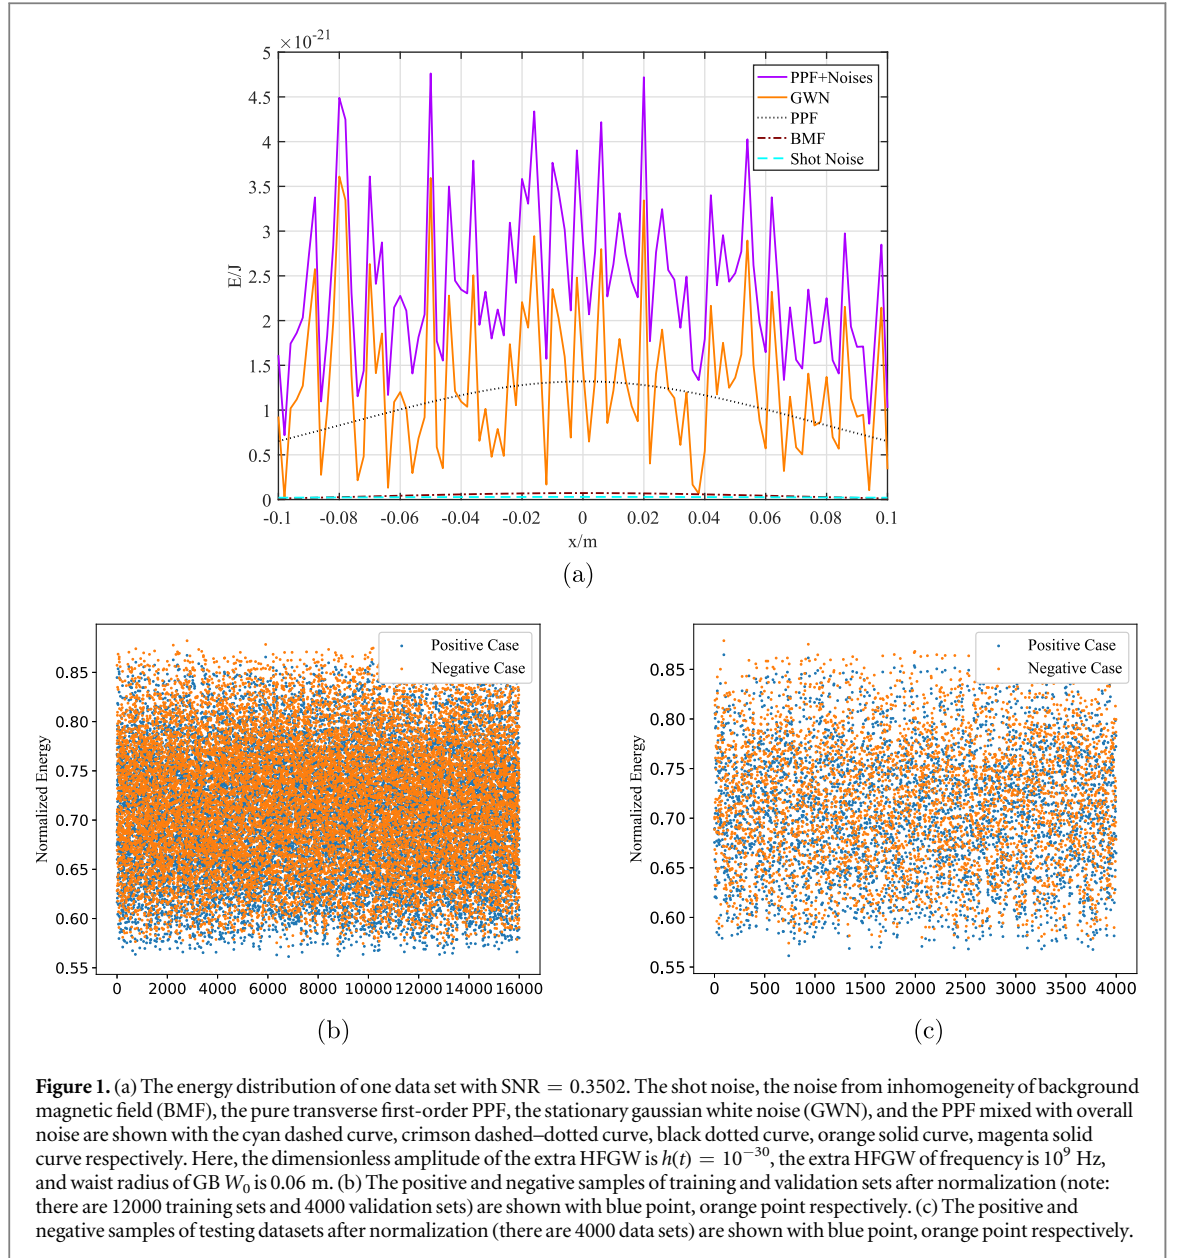 ×10⁻²¹
5
4.5
4
3.5
3
2.5
2
1.5
1
0.5
0
E/J
PPF+Noises
GWN
PPF
BMF
Shot Noise
-0.1 -0.08 -0.06 -0.04 -0.02 0 0.02 0.04 0.06 0.08 0.1
x/m
(a)
Positive Case
Negative Case
0.85
0.80
0.75
0.70
0.65
0.60
0.55
Normalized Energy
0 2000 4000 6000 8000 10000 12000 14000 16000
(b)
Positive Case
Negative Case
0.85
0.80
0.75
0.70
0.65
0.60
0.55
Normalized Energy
0 500 1000 1500 2000 2500 3000 3500 4000
(c)
Figure 1. (a) The energy distribution of one data set with SNR = 0.3502. The shot noise, the noise from inhomogeneity of background
magnetic field (BMF), the pure transverse first-order PPF, the stationary gaussian white noise (GWN), and the PPF mixed with overall
noise are shown with the cyan dashed curve, crimson dashed–dotted curve, black dotted curve, orange solid curve, magenta solid
curve respectively. Here, the dimensionless amplitude of the extra HFGW is h(t) = 10⁻³⁰, the extra HFGW of frequency is 10⁹ Hz,
and waist radius of GB W₀ is 0.06 m. (b) The positive and negative samples of training and validation sets after normalization (note:
there are 12000 training sets and 4000 validation sets) are shown with blue point, orange point respectively. (c) The positive and
negative samples of testing datasets after normalization (there are 4000 data sets) are shown with blue point, orange point respectively.